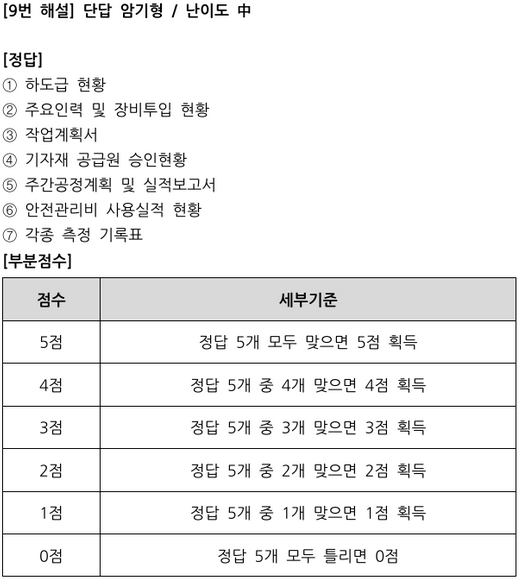 [9번 해설] 단답 암기형 / 난이도 中
[정답]
① 하도급 현황
② 주요인력 및 장비투입 현황
③ 작업계획서
④ 기자재 공급원 승인현황
⑤ 주간공정계획 및 실적보고서
⑥ 안전관리비 사용실적 현황
⑦ 각종 측정 기록표
[부분점수]
점수 세부기준
5점 정답 5개 모두 맞으면 5점 획득
4점 정답 5개 중 4개 맞으면 4점 획득
3점 정답 5개 중 3개 맞으면 3점 획득
2점 정답 5개 중 2개 맞으면 2점 획득
1점 정답 5개 중 1개 맞으면 1점 획득
0점 정답 5개 모두 틀리면 0점